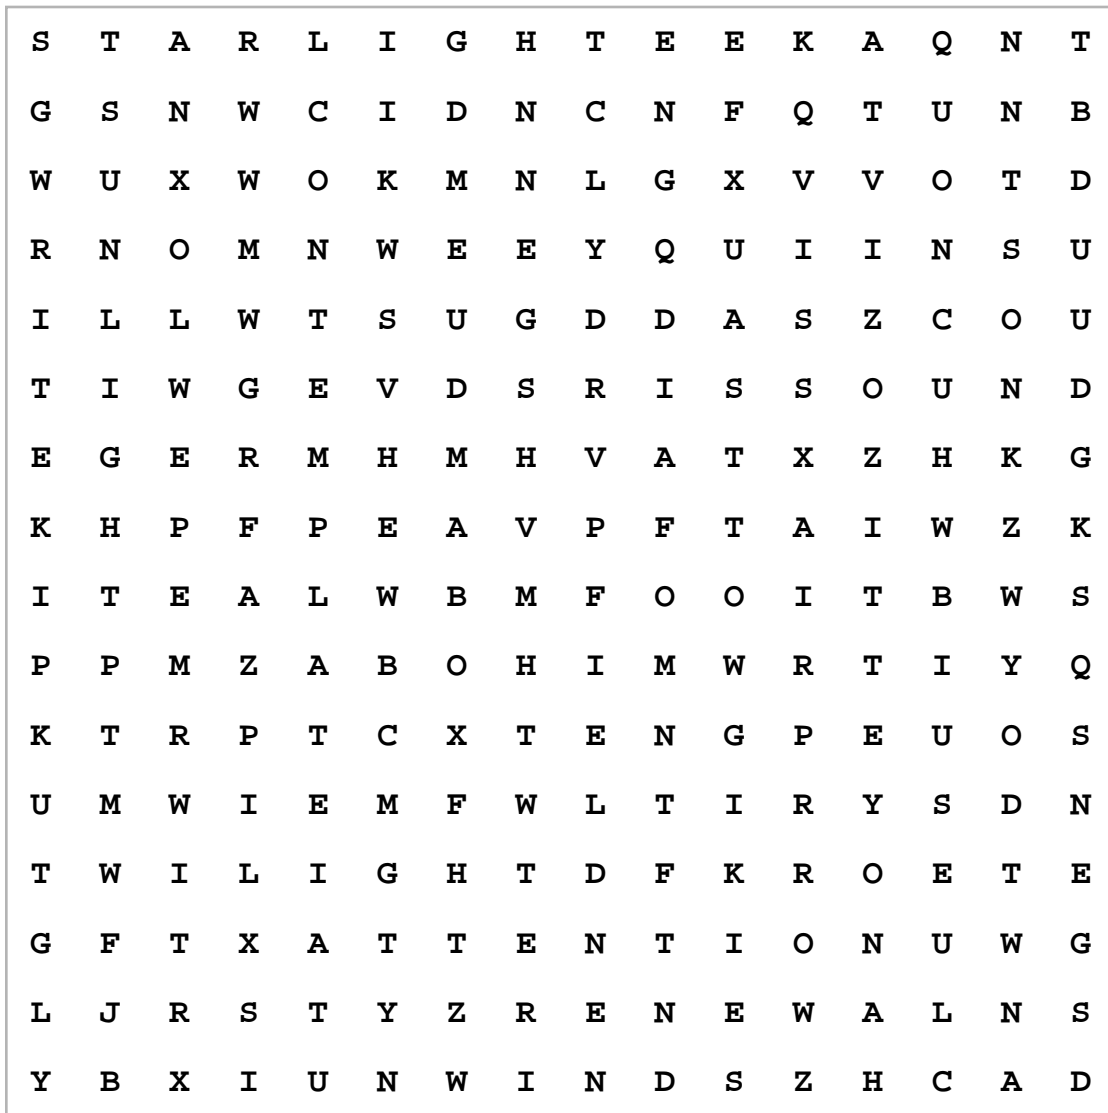 S T A R L I G H T E E K A Q N T
G S N W C I D N C N F Q T U N B
W U X W O K M N L G X V V O T D
R N O M N W E E Y Q U I I N S U
I L L W T S U G D D A S Z C O U
T I W G E V D S R I S S O U N D
E G E R M H M H V A T X Z H K G
K H P F P E A V P F T A I W Z K
I T E A L W B M F O O I T B W S
P P M Z A B O H I M W R T I Y Q
K T R P T C X T E N G P E U O S
U M W I E M F W L T I R Y S D N
T W I L I G H T D F K R O E T E
G F T X A T T E N T I O N U W G
L J R S T Y Z R E N E W A L N S
Y B X I U N W I N D S Z H C A D